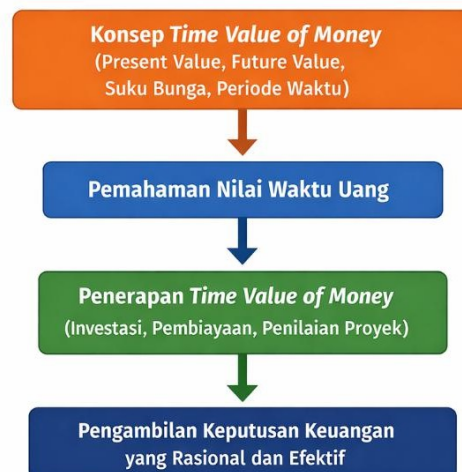 Konsep Time Value of Money
(Present Value, Future Value,
Suku Bunga, Periode Waktu)
Pemahaman Nilai Waktu Uang
Penerapan Time Value of Money
(Investasi, Pembiayaan, Penilaian Proyek)
Pengambilan Keputusan Keuangan
yang Rasional dan Efektif